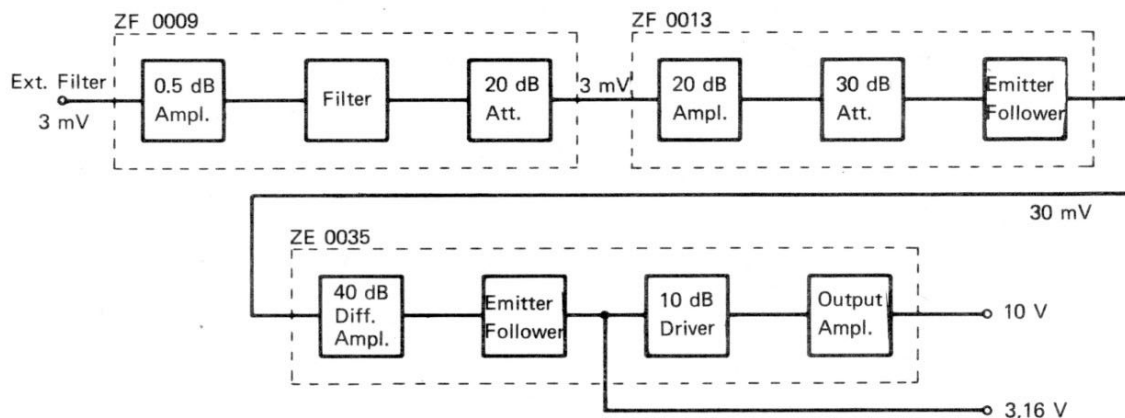 ZF 0009
ZF 0013
Ext. Filter
3 mV
0.5 dB
Ampl.
Filter
20 dB
Att.
3 mV
20 dB
Ampl.
30 dB
Att.
Emitter
Follower
30 mV
ZE 0035
40 dB
Diff.
Ampl.
Emitter
Follower
10 dB
Driver
Output
Ampl.
10 V
3,16 V